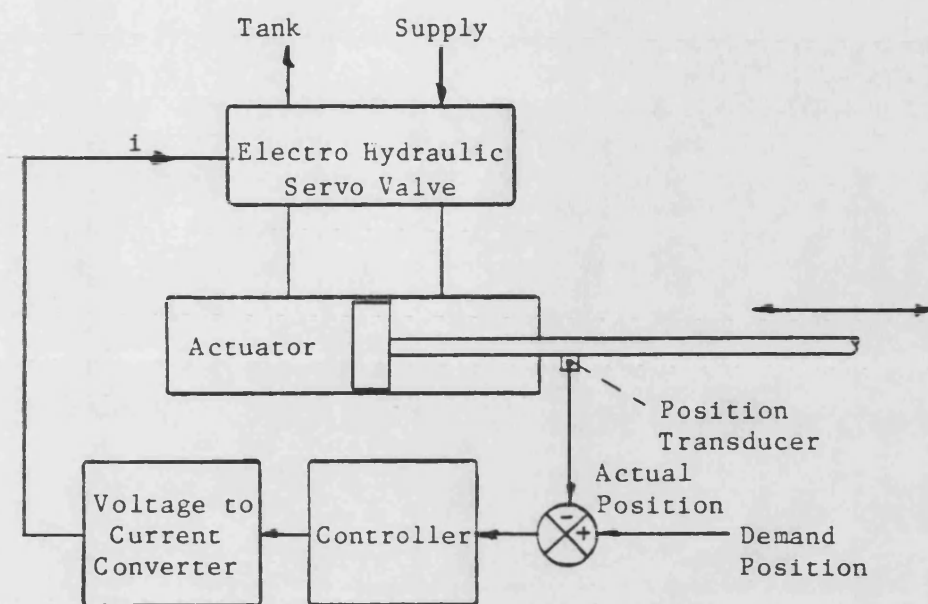 Tank
Supply
i
Electro Hydraulic
Servo Valve
Actuator
Position
Transducer
Actual
Position
-
+
Voltage to
Current
Converter
Controller
Demand
Position